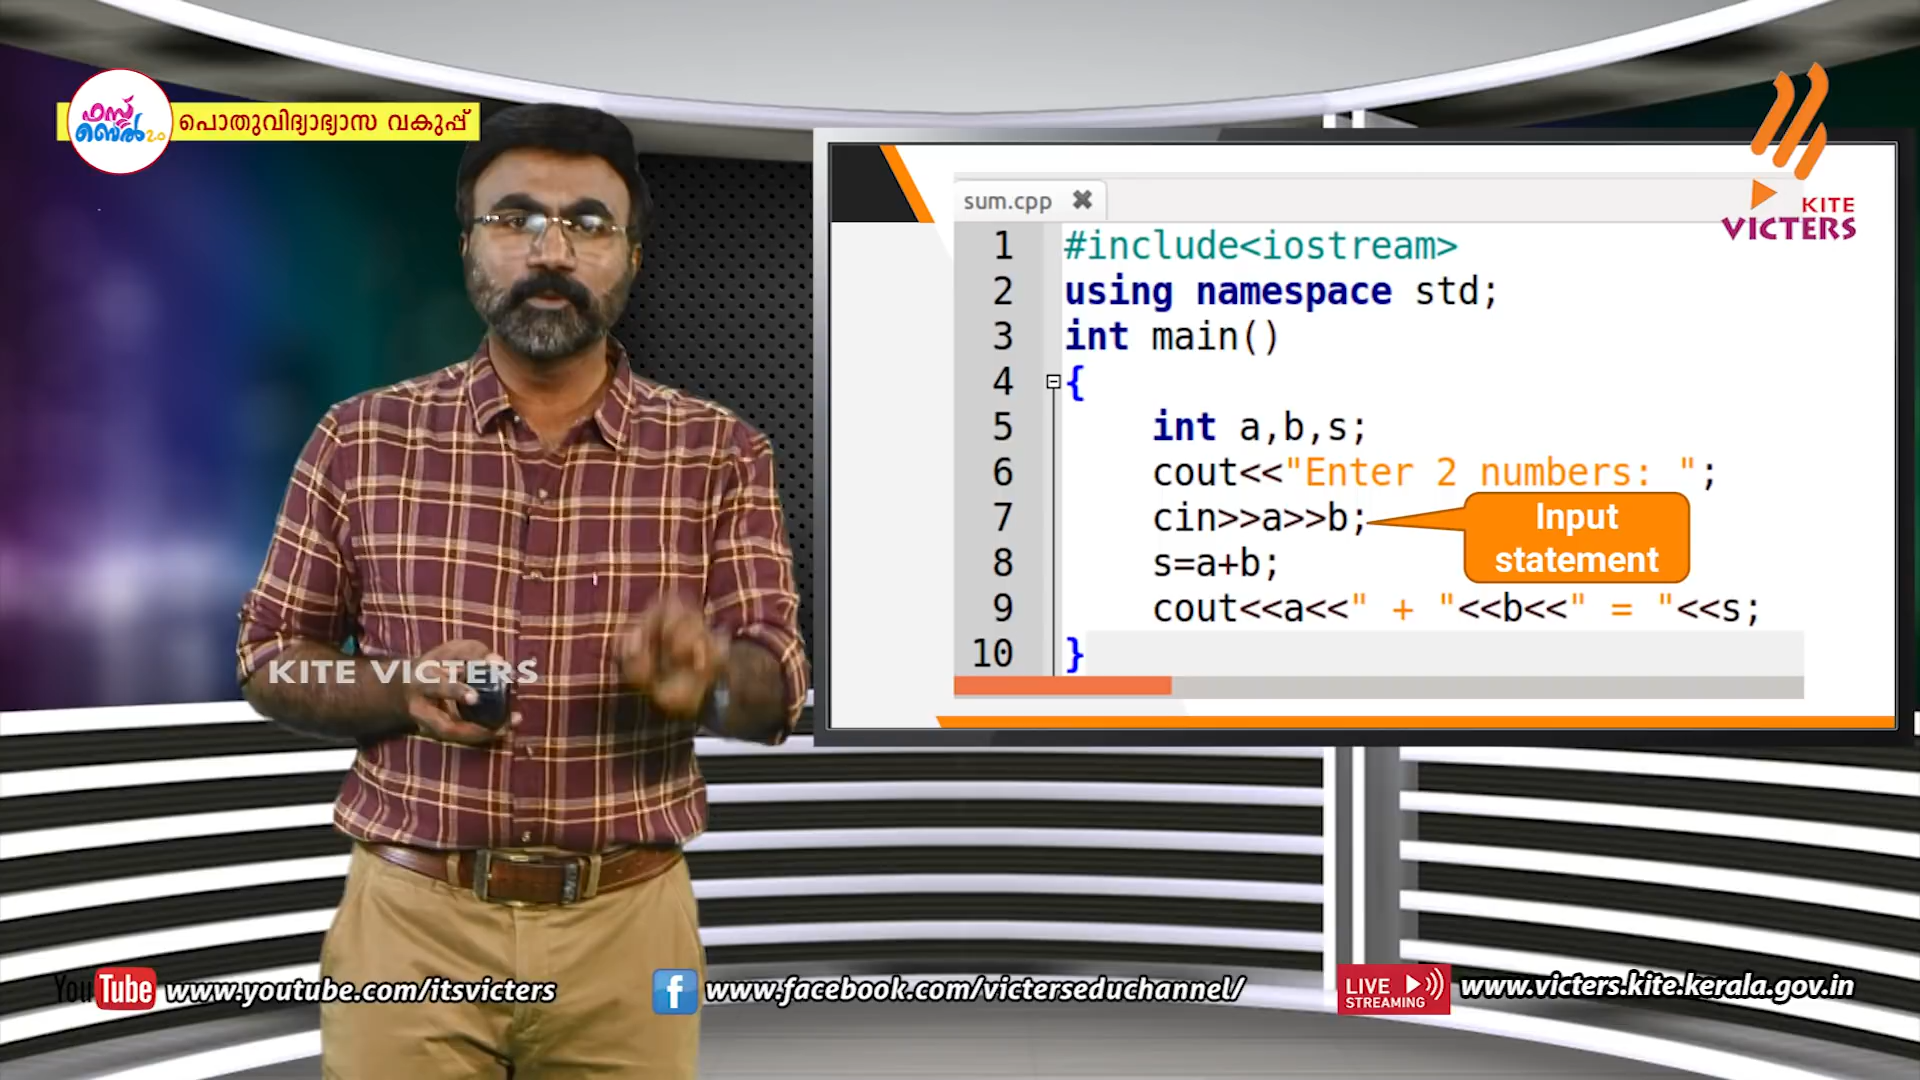 ഫസ്റ്റ്
ബെൽ 2.0
പൊതുവിദ്യാഭ്യാസ വകുപ്പ്
KITE
VICTERS
sum.cpp
1 #include<iostream>
2 using namespace std;
3 int main()
4 {
5 int a,b,s;
6 cout<<"Enter 2 numbers: ";
7 cin>>a>>b;
Input
statement
8 s=a+b;
9 cout<<a<<" + "<<b<<" = "<<s;
10 }
KITE VICTERS
YouTube www.youtube.com/itsvicters
f www.facebook.com/victerseduchannel/
LIVE
STREAMING
www.victers.kite.kerala.gov.in